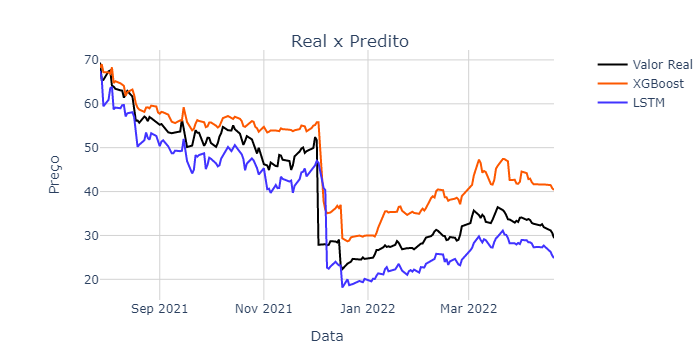 Real x Predito
Valor Real
XGBoost
LSTM
Preço
70
60
50
40
30
20
Sep 2021
Nov 2021
Jan 2022
Mar 2022
Data